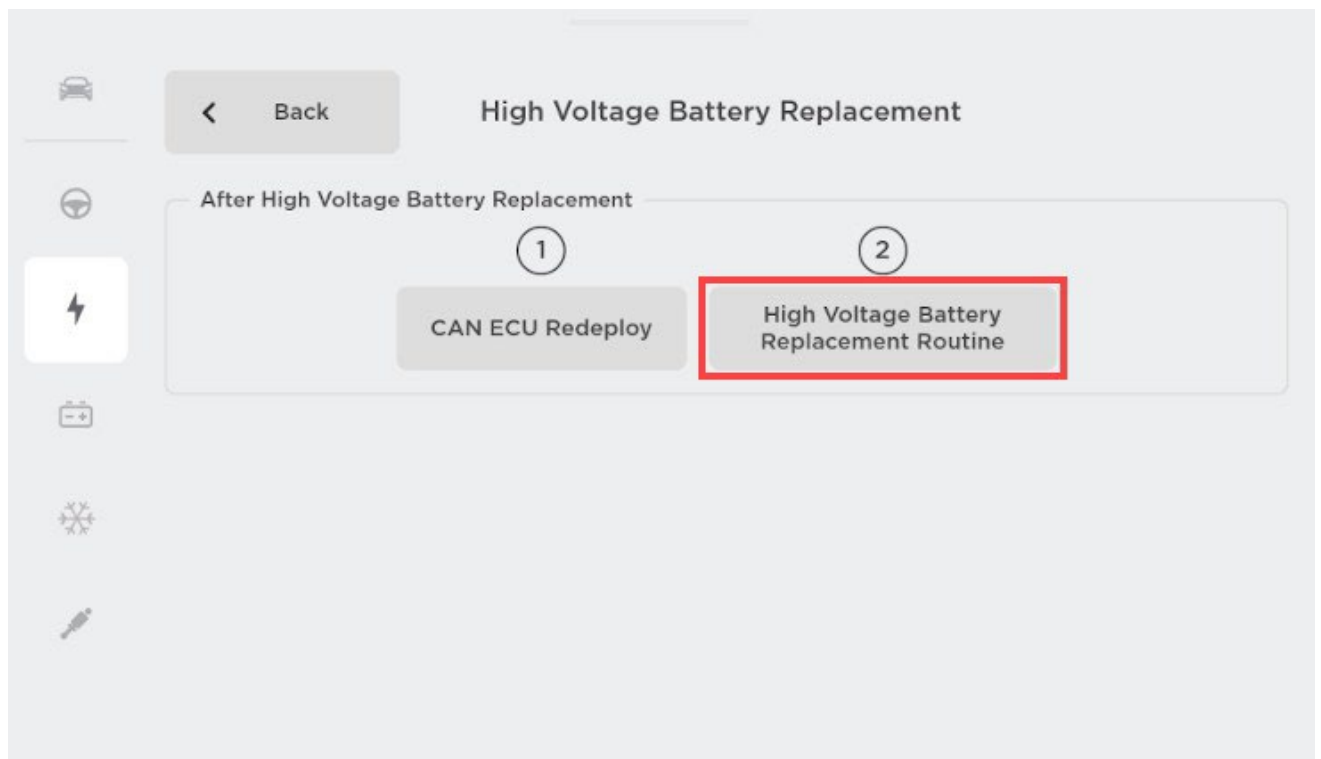 Back
High Voltage Battery Replacement
After High Voltage Battery Replacement
1
2
CAN ECU Redeploy
High Voltage Battery
Replacement Routine